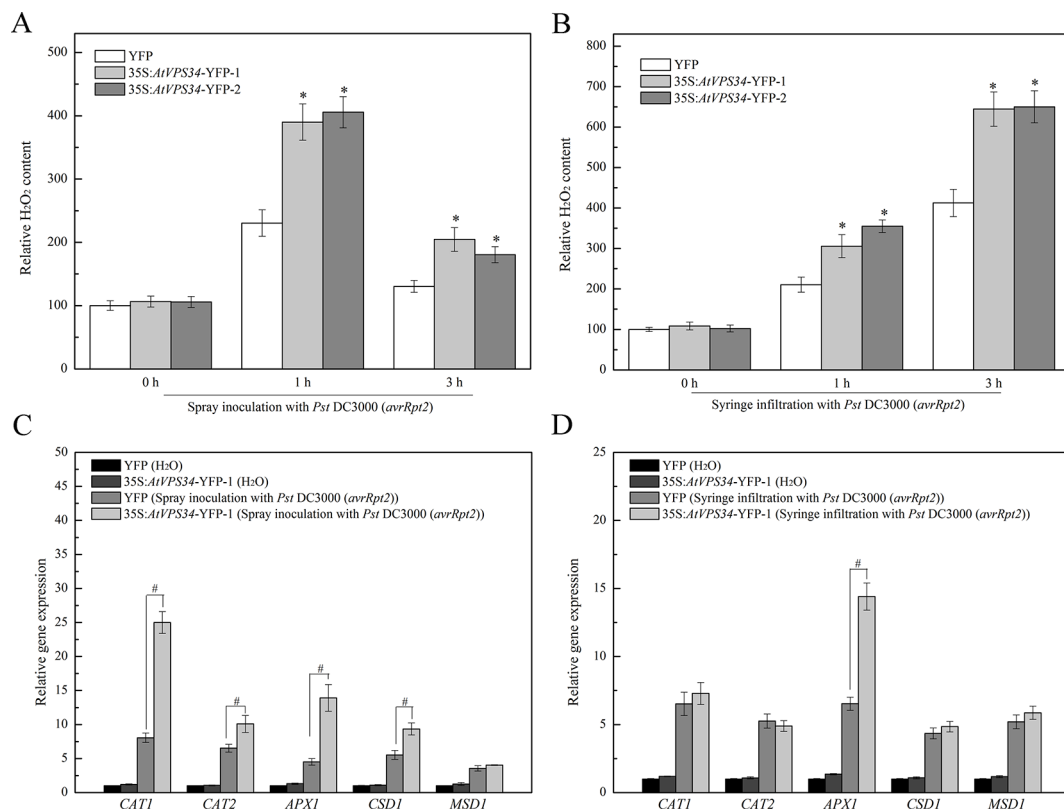 A
YFP
35S:AtVPS34-YFP-1
35S:AtVPS34-YFP-2
Relative H2O2 content
500
400
300
200
100
0
0 h
1 h
3 h
* * * *
Spray inoculation with Pst DC3000 (avrRpt2)
B
YFP
35S:AtVPS34-YFP-1
35S:AtVPS34-YFP-2
Relative H2O2 content
800
700
600
500
400
300
200
100
0
0 h
1 h
3 h
* * * *
Syringe infiltration with Pst DC3000 (avrRpt2)
C
YFP (H2O)
35S:AtVPS34-YFP-1 (H2O)
YFP (Spray inoculation with Pst DC3000 (avrRpt2))
35S:AtVPS34-YFP-1 (Spray inoculation with Pst DC3000 (avrRpt2))
Relative gene expression
50
45
40
35
30
25
20
15
10
5
0
# # # #
CAT1 CAT2 APX1 CSD1 MSD1
D
YFP (H2O)
35S:AtVPS34-YFP-1 (H2O)
YFP (Syringe infiltration with Pst DC3000 (avrRpt2))
35S:AtVPS34-YFP-1 (Syringe infiltration with Pst DC3000 (avrRpt2))
Relative gene expression
25
20
15
10
5
0
#
CAT1 CAT2 APX1 CSD1 MSD1